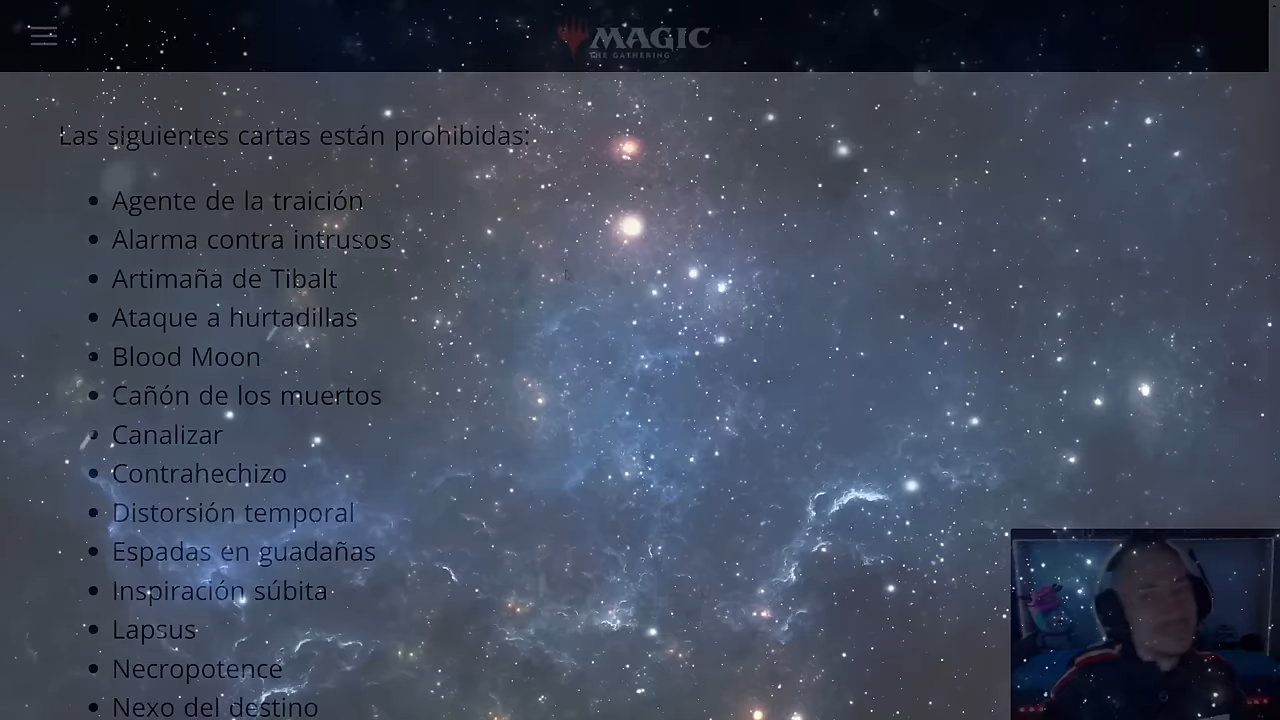 MAGIC
THE GATHERING
Las siguientes cartas están prohibidas:
Agente de la traición
Alarma contra intrusos
Artimaña de Tibalt
Ataque a hurtadillas
Blood Moon
Cañón de los muertos
Canalizar
Contrahechizo
Distorsión temporal
Espadas en guadañas
Inspiración súbita
Lapsus
Necropotence
Nexo del destino